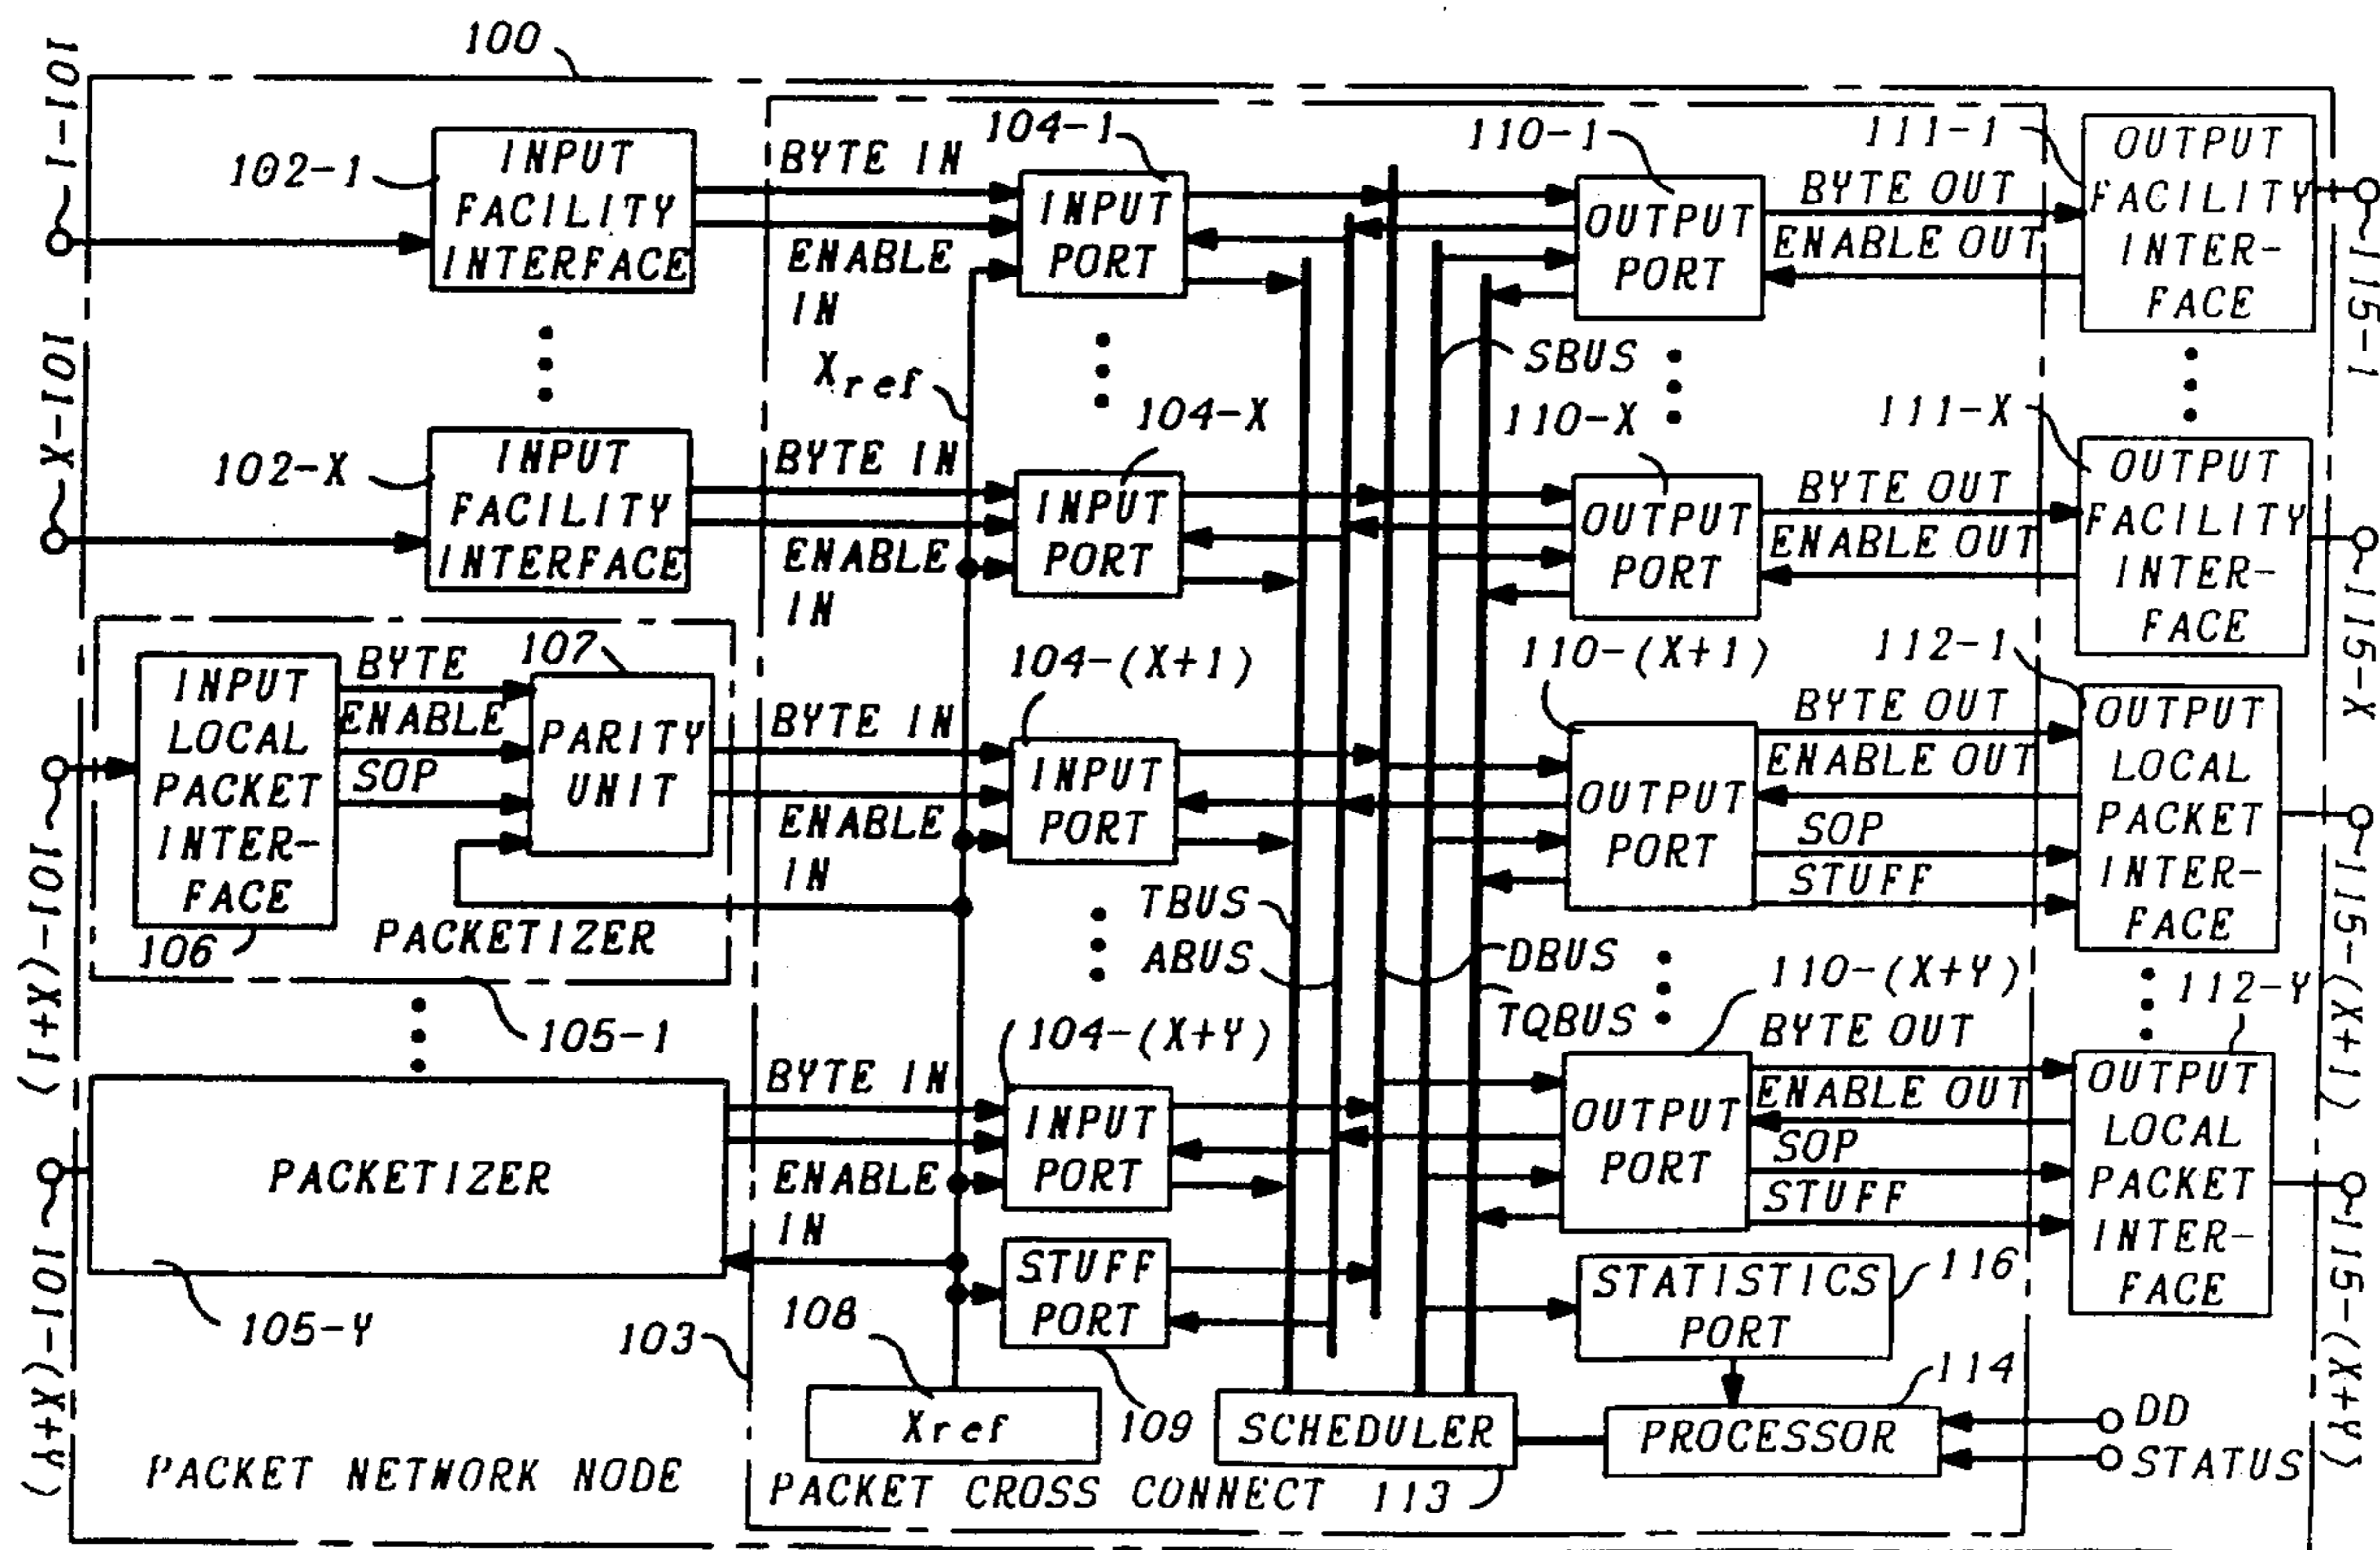 100
101-1
102-1
INPUT
FACILITY
INTERFACE
BYTE IN
ENABLE
IN
104-1
INPUT
PORT
110-1
OUTPUT
PORT
BYTE OUT
ENABLE OUT
111-1
OUTPUT
FACILITY
INTER-
FACE
115-1
Xref
SBUS
101-X
102-X
INPUT
FACILITY
INTERFACE
BYTE IN
ENABLE
IN
104-X
INPUT
PORT
110-X
OUTPUT
PORT
BYTE OUT
ENABLE OUT
111-X
OUTPUT
FACILITY
INTER-
FACE
115-X
101-(X+1)
INPUT
LOCAL
PACKET
INTER-
FACE
106
BYTE
ENABLE
SOP
107
PARITY
UNIT
PACKETIZER
105-1
BYTE IN
ENABLE
IN
104-(X+1)
INPUT
PORT
TBUS
ABUS
DBUS
TQBUS
110-(X+1)
OUTPUT
PORT
BYTE OUT
ENABLE OUT
SOP
STUFF
112-1
OUTPUT
LOCAL
PACKET
INTER-
FACE
115-(X+1)
101-(X+Y)
PACKETIZER
105-Y
BYTE IN
ENABLE
IN
104-(X+Y)
INPUT
PORT
110-(X+Y)
OUTPUT
PORT
BYTE OUT
ENABLE OUT
SOP
STUFF
112-Y
OUTPUT
LOCAL
PACKET
INTER-
FACE
115-(X+Y)
STUFF
PORT
109
STATISTICS
PORT
116
103
108
Xref
SCHEDULER
113
PROCESSOR
114
DD
STATUS
PACKET NETWORK NODE
PACKET CROSS CONNECT